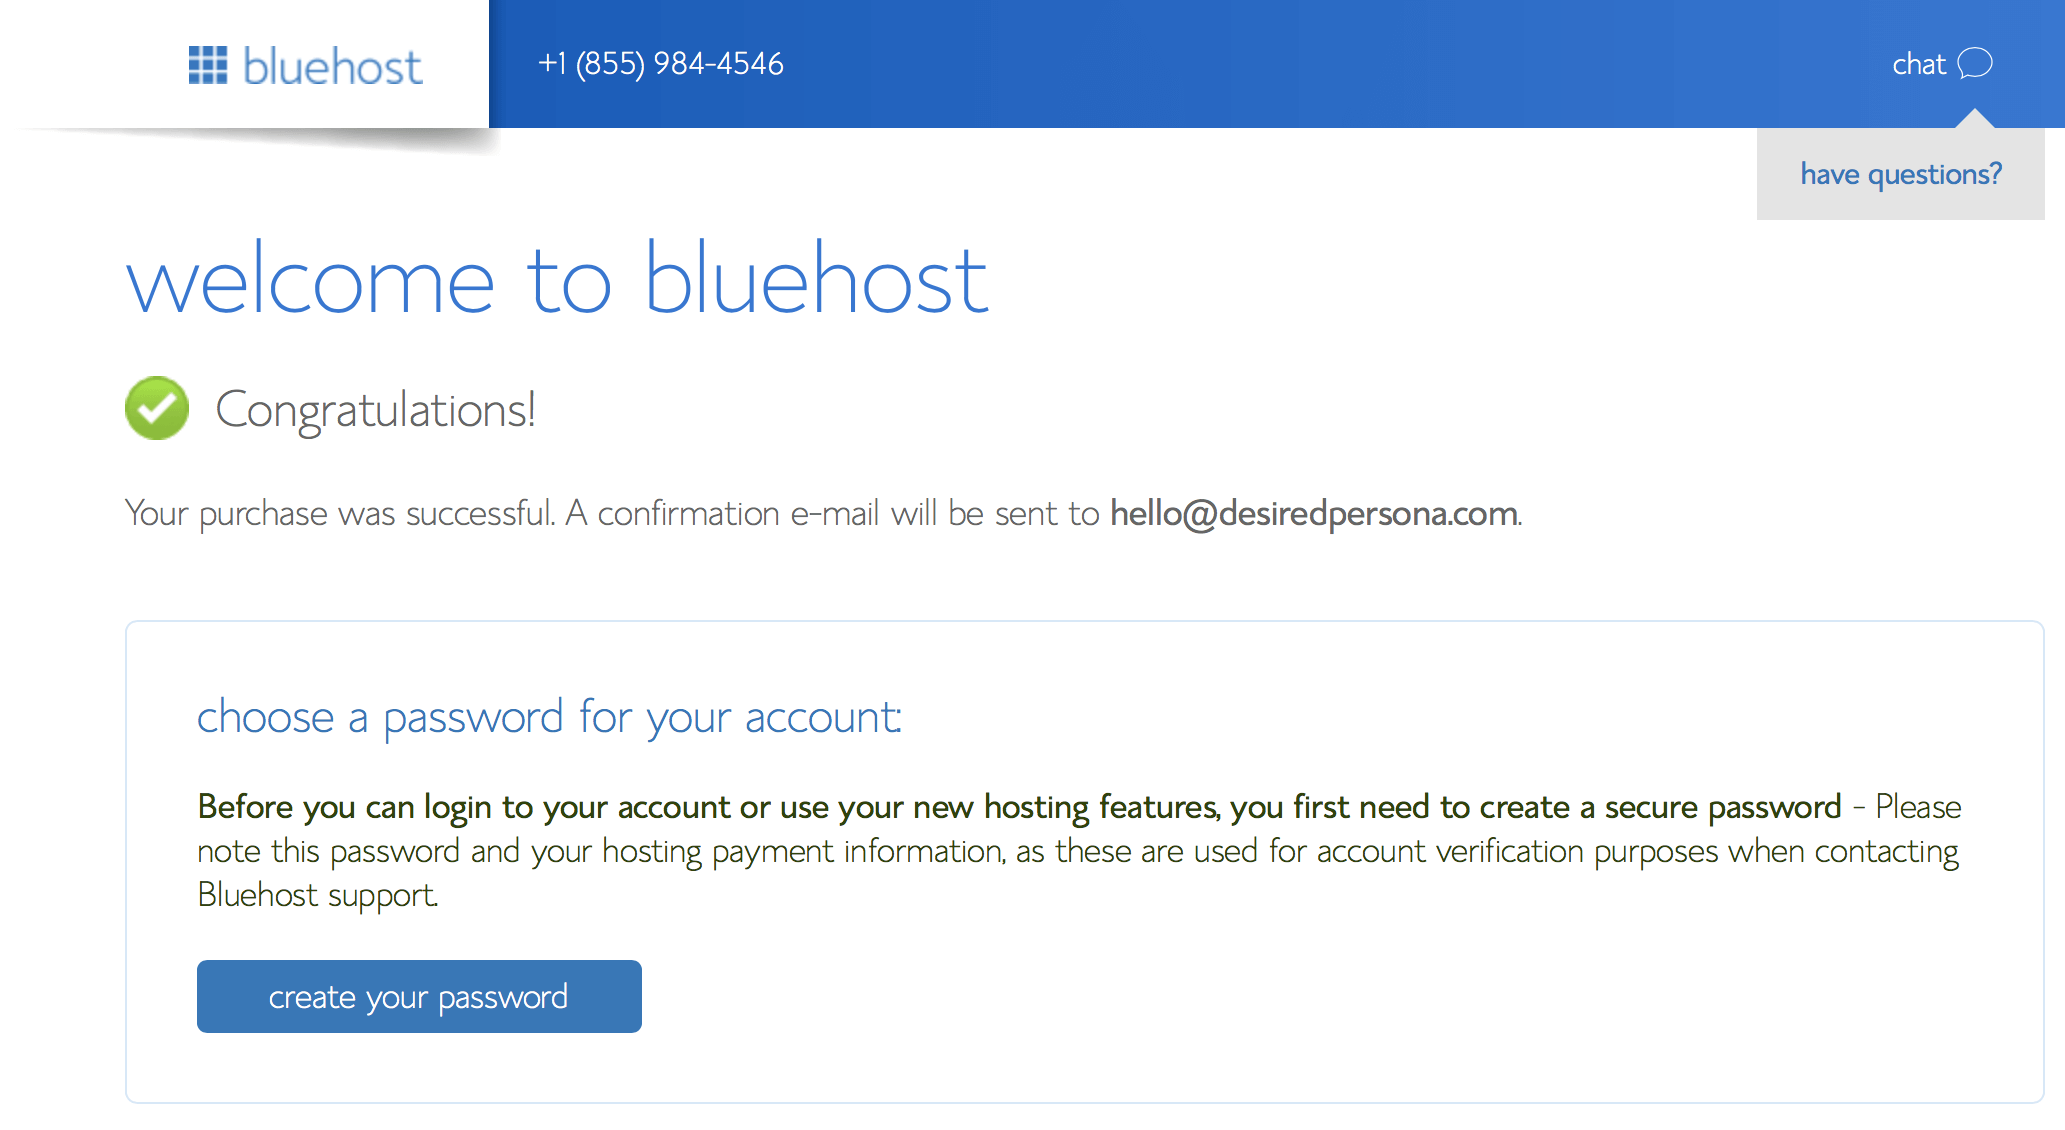 bluehost
+1 (855) 984-4546
chat
have questions?
welcome to bluehost
Congratulations!
Your purchase was successful. A confirmation e-mail will be sent to hello@desiredpersona.com.
choose a password for your account:
Before you can login to your account or use your new hosting features, you first need to create a secure password - Please
note this password and your hosting payment information, as these are used for account verification purposes when contacting
Bluehost support.
create your password